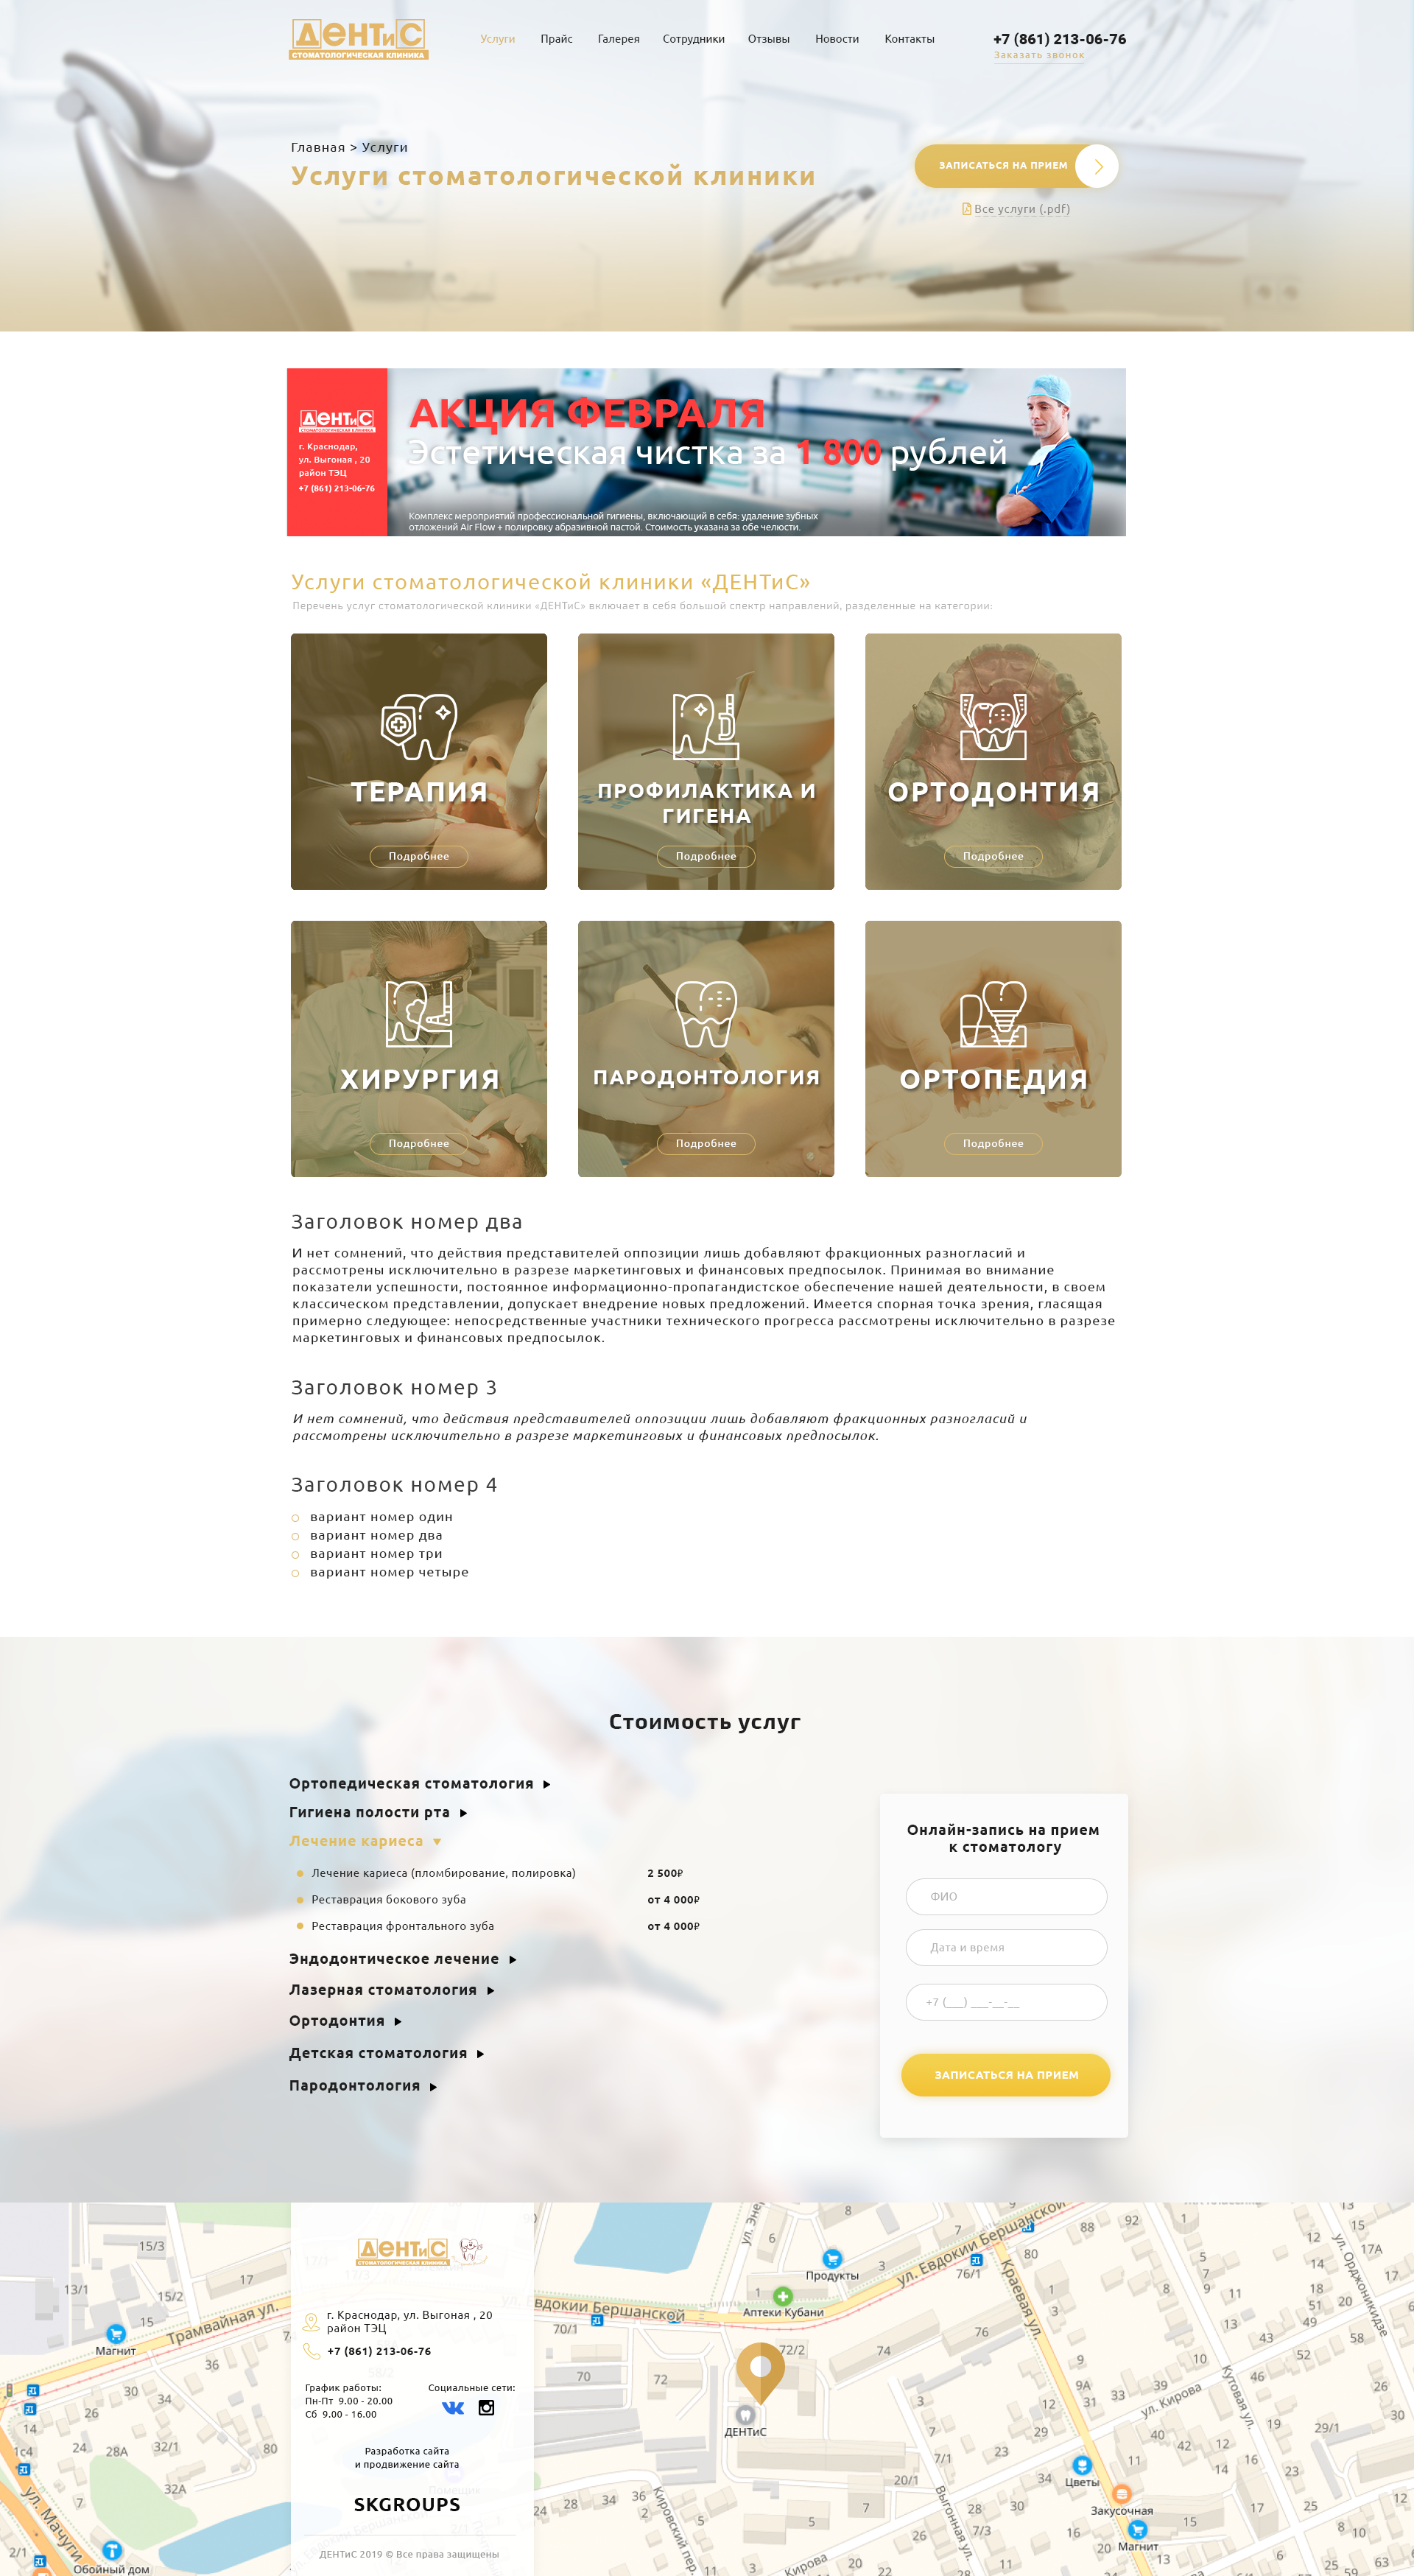 ДЕНТиС
СТОМАТОЛОГИЧЕСКАЯ КЛИНИКА
Услуги
Прайс
Галерея
Сотрудники
Отзывы
Новости
Контакты
+7 (861) 213-06-76
Заказать звонок
Главная > Услуги
Услуги стоматологической клиники
ЗАПИСАТЬСЯ НА ПРИЕМ
Все услуги (.pdf)
ДЕНТиС
СТОМАТОЛОГИЧЕСКАЯ КЛИНИКА
г. Краснодар,
ул. Выгоная , 20
район ТЭЦ
+7 (861) 213-06-76
АКЦИЯ ФЕВРАЛЯ
Эстетическая чистка за 1 800 рублей
Комплекс мероприятий профессиональной гигиены, включающий в себя: удаление зубных
отложений Air Flow + полировку абразивной пастой. Стоимость указана за обе челюсти.
Услуги стоматологической клиники «ДЕНТиС»
Перечень услуг стоматологической клиники «ДЕНТиС» включает в себя большой спектр направлений, разделенные на категории:
ТЕРАПИЯ
Подробнее
ПРОФИЛАКТИКА И
ГИГЕНА
Подробнее
ОРТОДОНТИЯ
Подробнее
ХИРУРГИЯ
Подробнее
ПАРОДОНТОЛОГИЯ
Подробнее
ОРТОПЕДИЯ
Подробнее
Заголовок номер два
И нет сомнений, что действия представителей оппозиции лишь добавляют фракционных разногласий и
рассмотрены исключительно в разрезе маркетинговых и финансовых предпосылок. Принимая во внимание
показатели успешности, постоянное информационно-пропагандистское обеспечение нашей деятельности, в своем
классическом представлении, допускает внедрение новых предложений. Имеется спорная точка зрения, гласящая
примерно следующее: непосредственные участники технического прогресса рассмотрены исключительно в разрезе
маркетинговых и финансовых предпосылок.
Заголовок номер 3
И нет сомнений, что действия представителей оппозиции лишь добавляют фракционных разногласий и
рассмотрены исключительно в разрезе маркетинговых и финансовых предпосылок.
Заголовок номер 4
вариант номер один
вариант номер два
вариант номер три
вариант номер четыре
Стоимость услуг
Ортопедическая стоматология
Гигиена полости рта
Лечение кариеса
Лечение кариеса (пломбирование, полировка) 2 500₽
Реставрация бокового зуба от 4 000₽
Реставрация фронтального зуба от 4 000₽
Эндодонтическое лечение
Лазерная стоматология
Ортодонтия
Детская стоматология
Пародонтология
Онлайн-запись на прием
к стоматологу
ФИО
Дата и время
+7 (___) ___-__-__
ЗАПИСАТЬСЯ НА ПРИЕМ
ДЕНТиС
СТОМАТОЛОГИЧЕСКАЯ КЛИНИКА
г. Краснодар, ул. Выгоная , 20
район ТЭЦ
+7 (861) 213-06-76
График работы:
Пн-Пт 9.00 - 20.00
Сб 9.00 - 16.00
Социальные сети:
Разработка сайта
и продвижение сайта
SKGROUPS
ДЕНТиС 2019 © Все права защищены
Трамвайная ул.
Магнит
ул. Мачуги
Обойный дом
ул. Евдокии Бершанской
ул. Евдокии Бершанской
Продукты
Аптеки Кубани
ДЕНТиС
Краевая ул.
ул. Орджоникидзе
Кутовая ул.
ул. Кирова
Цветы
Закусочная
Магнит
Выгонная ул.
Кировский пер.
Кирова